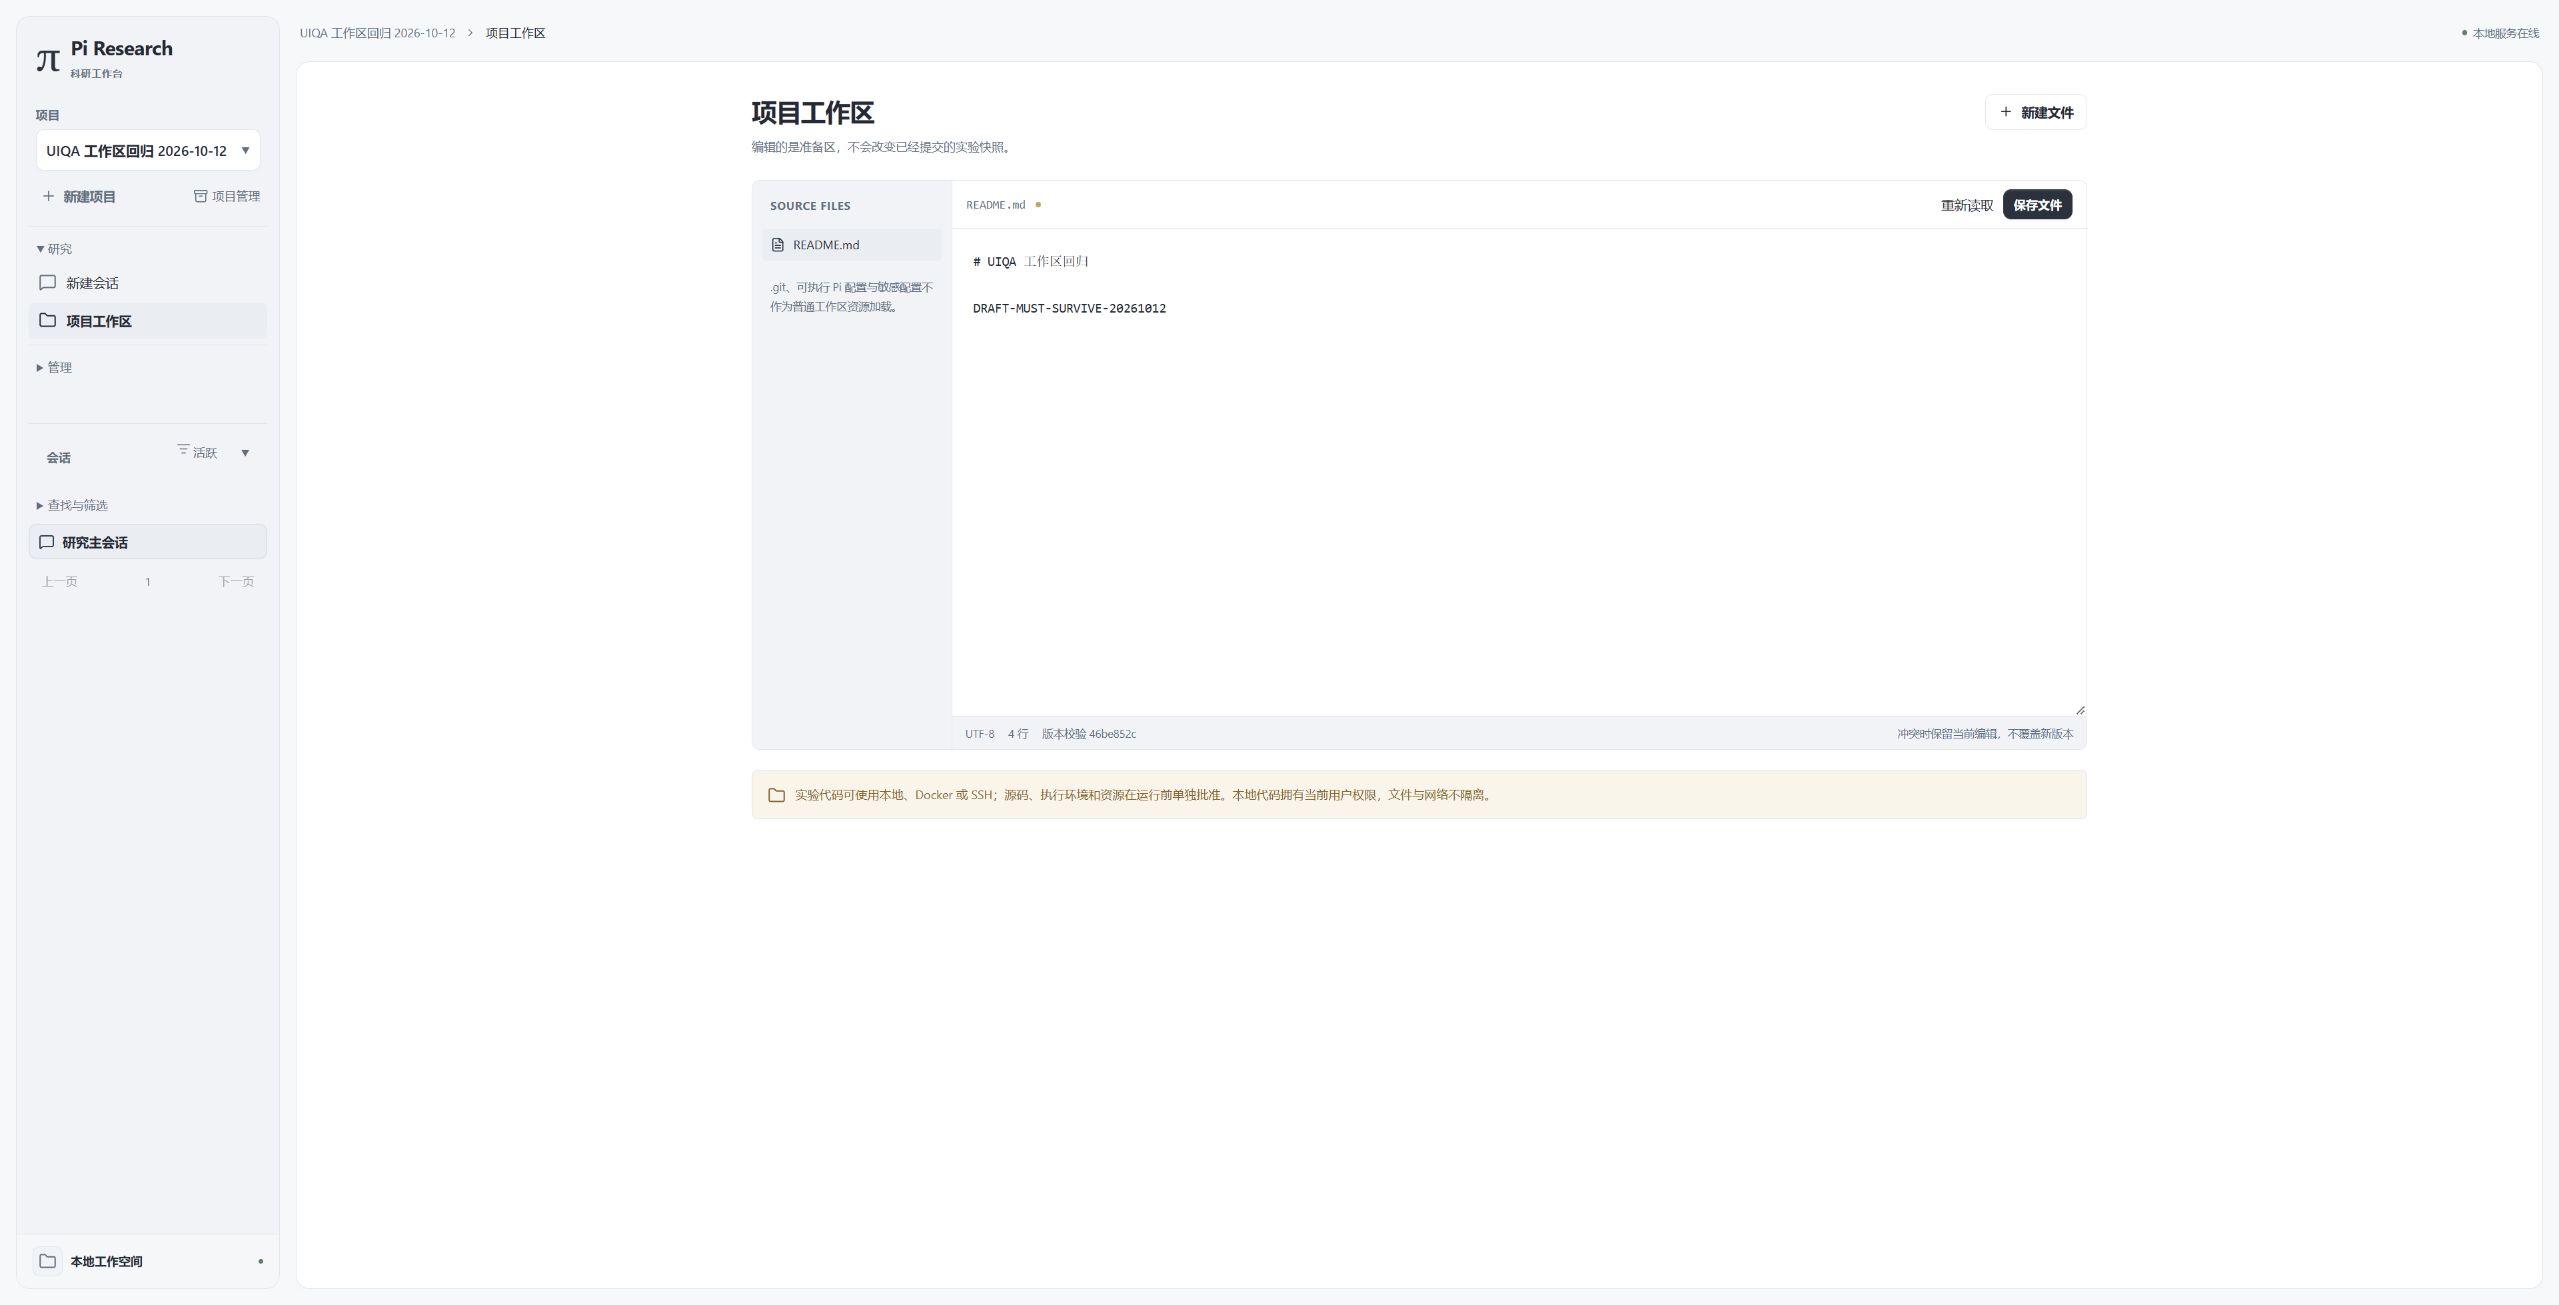 π
Pi Research
科研工作台
项目
UIQA 工作区回归 2026-10-12
新建项目
项目管理
研究
新建会话
项目工作区
管理
会话
活跃
查找与筛选
研究主会话
上一页 1 下一页
本地工作空间
UIQA 工作区回归 2026-10-12 > 项目工作区
本地服务在线
项目工作区
新建文件
编辑的是准备区，不会改变已经提交的实验快照。
SOURCE FILES
README.md
.git、可执行 Pi 配置与敏感配置不
作为普通工作区资源加载。
README.md
重新读取
保存文件
# UIQA 工作区回归
DRAFT-MUST-SURVIVE-20261012
UTF-8 4 行 版本校验 46be852c
冲突时保留当前编辑，不覆盖新版本
实验代码可使用本地、Docker 或 SSH；源码、执行环境和资源在运行前单独批准。本地代码拥有当前用户权限，文件与网络不隔离。